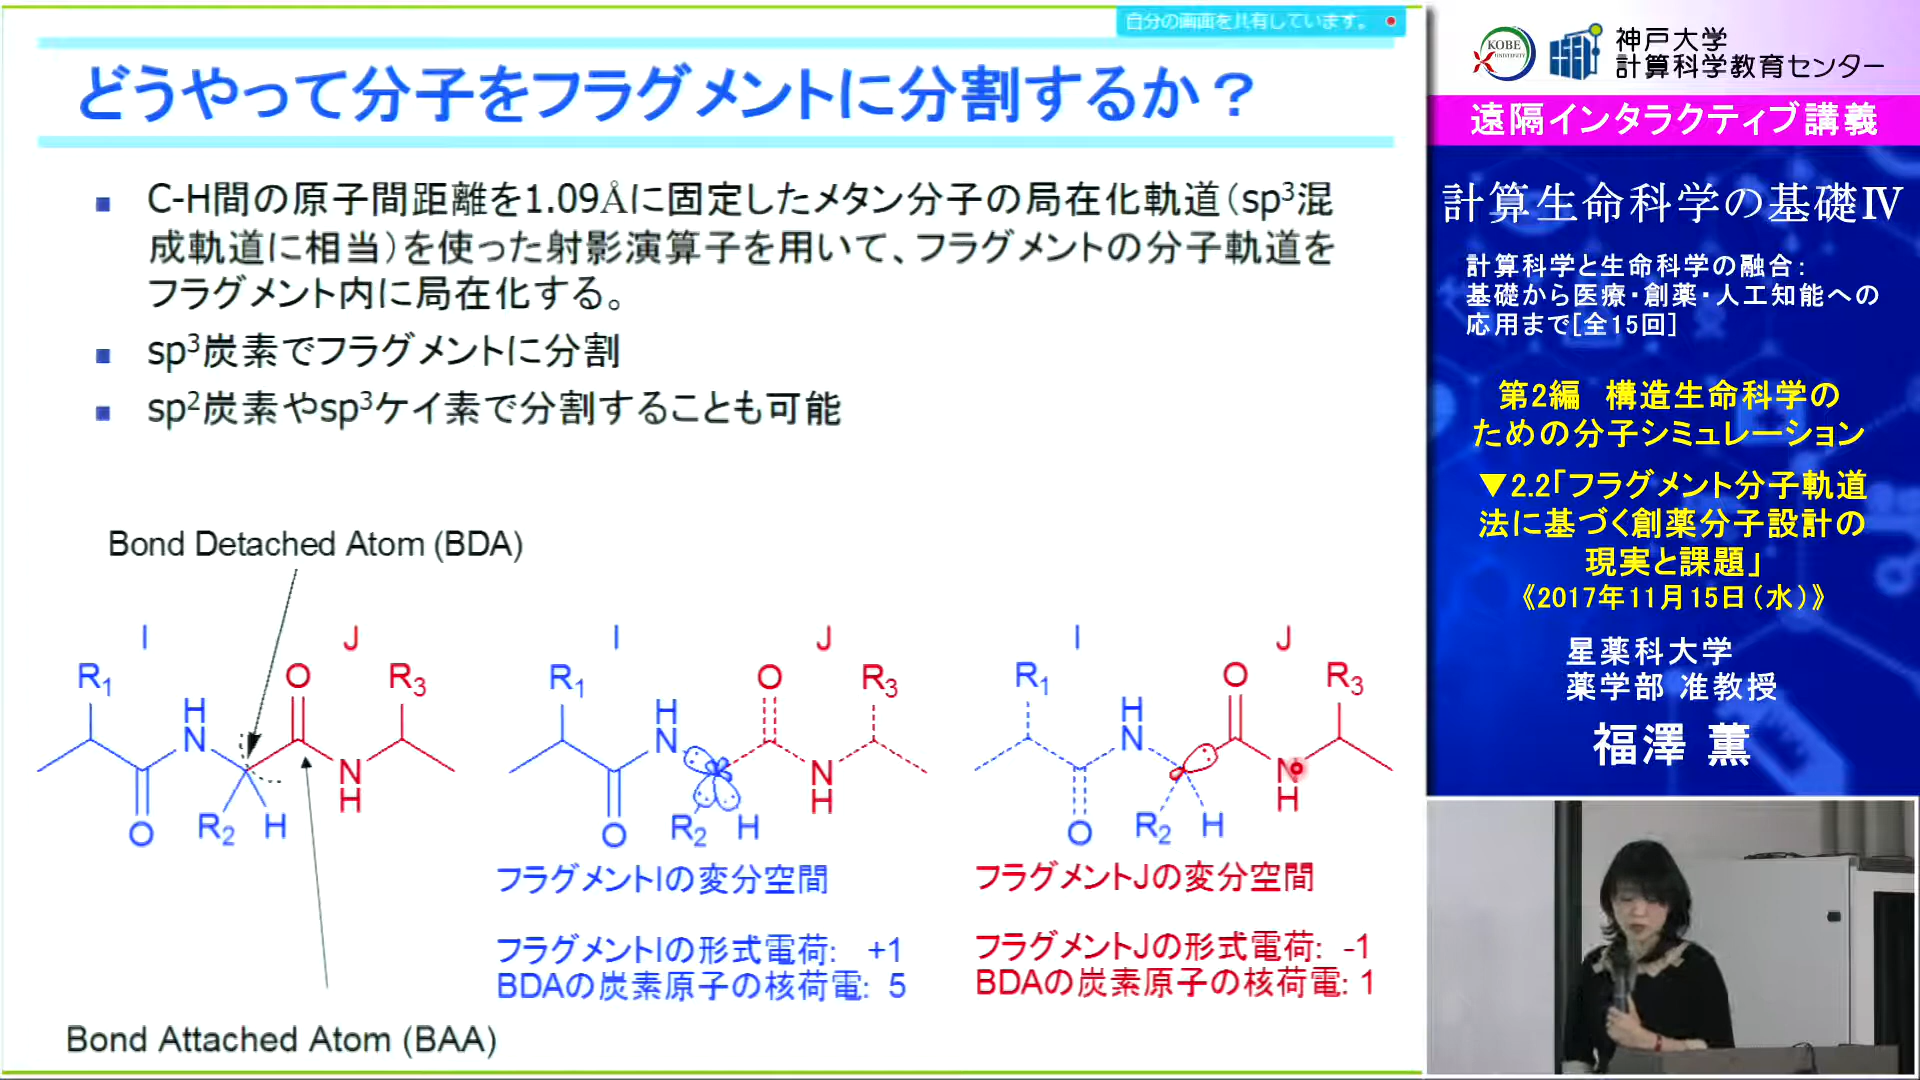 自分の画面を共有しています。
どうやって分子をフラグメントに分割するか？
C-H間の原子間距離を1.09Åに固定したメタン分子の局在化軌道（sp3混
成軌道に相当）を使った射影演算子を用いて、フラグメントの分子軌道を
フラグメント内に局在化する。
sp3炭素でフラグメントに分割
sp2炭素やsp3ケイ素で分割することも可能
Bond Detached Atom (BDA)
I J
R1 H N O R3
O R2 H N H
I J
R1 H N O R3
O R2 H N H
I J
R1 H N O R3
O R2 H N H
フラグメントIの変分空間
フラグメントIの形式電荷: +1
BDAの炭素原子の核荷電: 5
フラグメントJの変分空間
フラグメントJの形式電荷: -1
BDAの炭素原子の核荷電: 1
Bond Attached Atom (BAA)
KOBE
UNIVERSITY
神戸大学
計算科学教育センター
遠隔インタラクティブ講義
計算生命科学の基礎Ⅳ
計算科学と生命科学の融合：
基礎から医療・創薬・人工知能への
応用まで[全15回]
第2編 構造生命科学の
ための分子シミュレーション
▼2.2「フラグメント分子軌道
法に基づく創薬分子設計の
現実と課題」
《2017年11月15日（水）》
星薬科大学
薬学部 准教授
福澤 薫